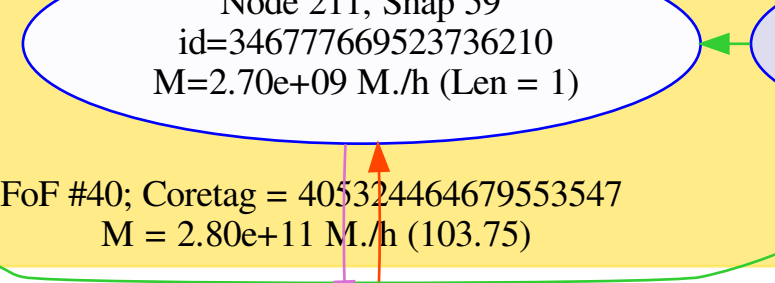 Node 211, Snap 59
id=346777669523736210
M=2.70e+09 M./h (Len = 1)
FoF #40; Coretag = 405324464679553547
M = 2.80e+11 M./h (103.75)